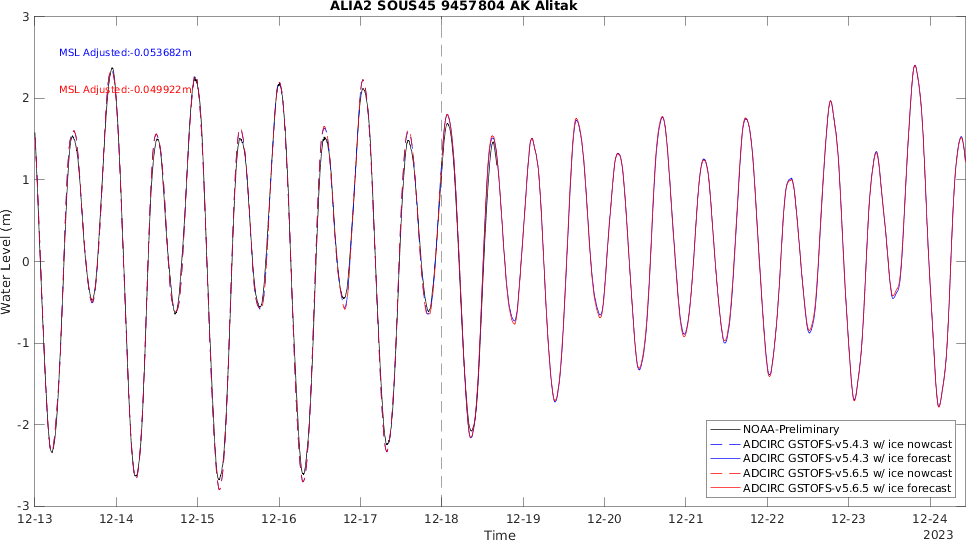 ALIA2 SOUS45 9457804 AK Alitak
MSL Adjusted:-0.053682m
MSL Adjusted:-0.049922m
Water Level (m)
3
2
1
0
-1
-2
-3
NOAA-Preliminary
ADCIRC GSTOFS-v5.4.3 w/ ice nowcast
ADCIRC GSTOFS-v5.4.3 w/ ice forecast
ADCIRC GSTOFS-v5.6.5 w/ ice nowcast
ADCIRC GSTOFS-v5.6.5 w/ ice forecast
12-13 12-14 12-15 12-16 12-17 12-18 12-19 12-20 12-21 12-22 12-23 12-24
Time
2023